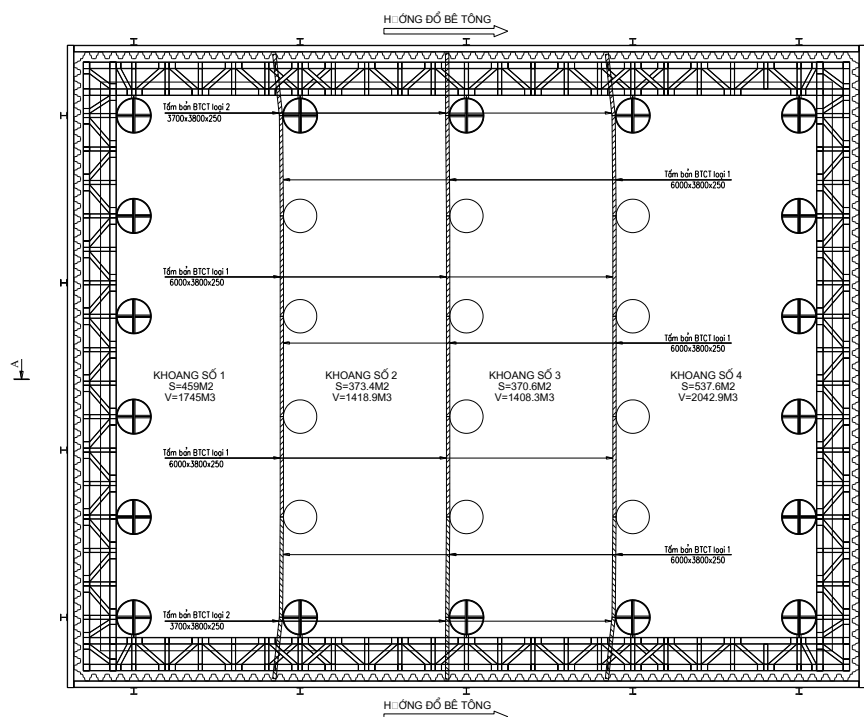 H□ỚNG ĐỔ BÊ TÔNG
Tấm bản BTCT loại 2
3700x3800x250
Tấm bản BTCT loại 1
6000x3800x250
Tấm bản BTCT loại 1
6000x3800x250
Tấm bản BTCT loại 1
6000x3800x250
A
KHOANG SỐ 1
S=459M2
V=1745M3
KHOANG SỐ 2
S=373.4M2
V=1418.9M3
KHOANG SỐ 3
S=370.6M2
V=1408.3M3
KHOANG SỐ 4
S=537.6M2
V=2042.9M3
Tấm bản BTCT loại 1
6000x3800x250
Tấm bản BTCT loại 1
6000x3800x250
Tấm bản BTCT loại 2
3700x3800x250
H□ỚNG ĐỔ BÊ TÔNG